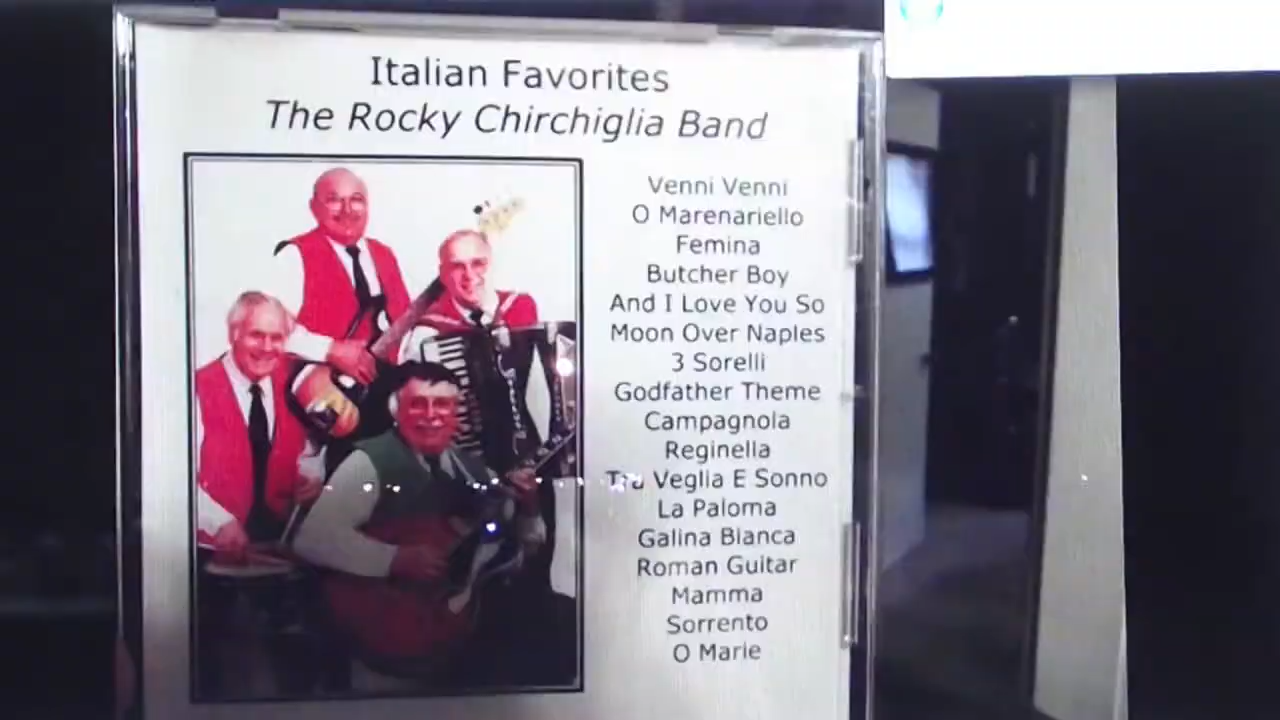 Italian Favorites
The Rocky Chirchiglia Band
Venni Venni
O Marenariello
Femina
Butcher Boy
And I Love You So
Moon Over Naples
3 Sorelli
Godfather Theme
Campagnola
Reginella
Tra Veglia E Sonno
La Paloma
Galina Bianca
Roman Guitar
Mamma
Sorrento
O Marie